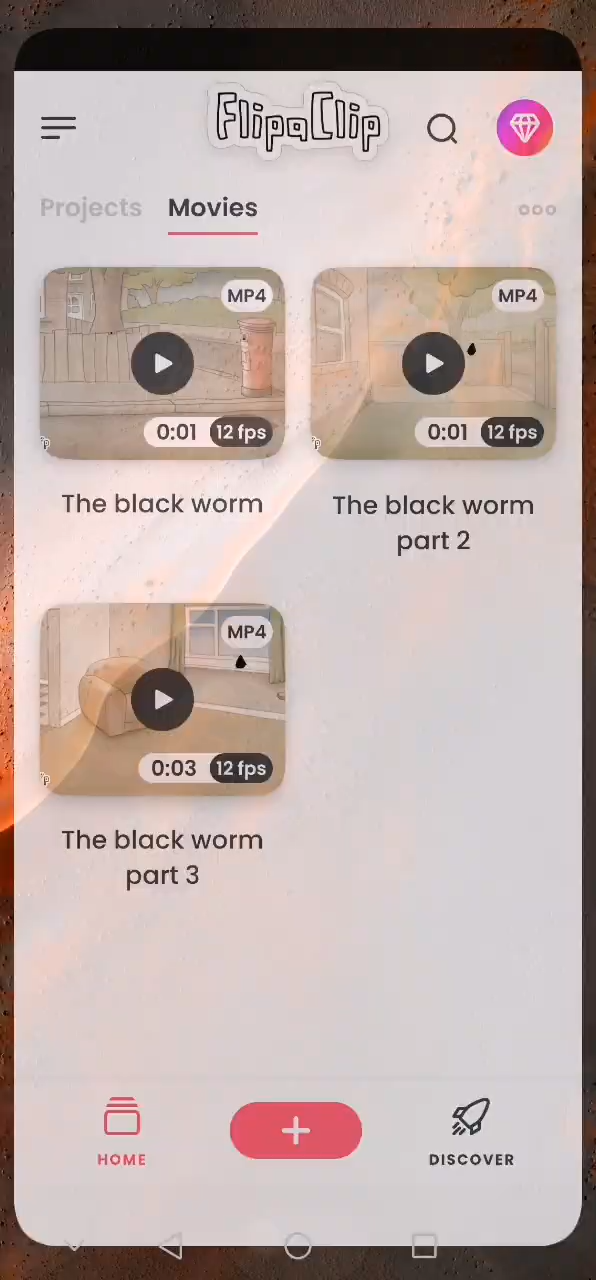 FlipaClip
Projects Movies
MP4
0:01 12 fps
The black worm
MP4
0:01 12 fps
The black worm
part 2
MP4
0:03 12 fps
The black worm
part 3
HOME
DISCOVER